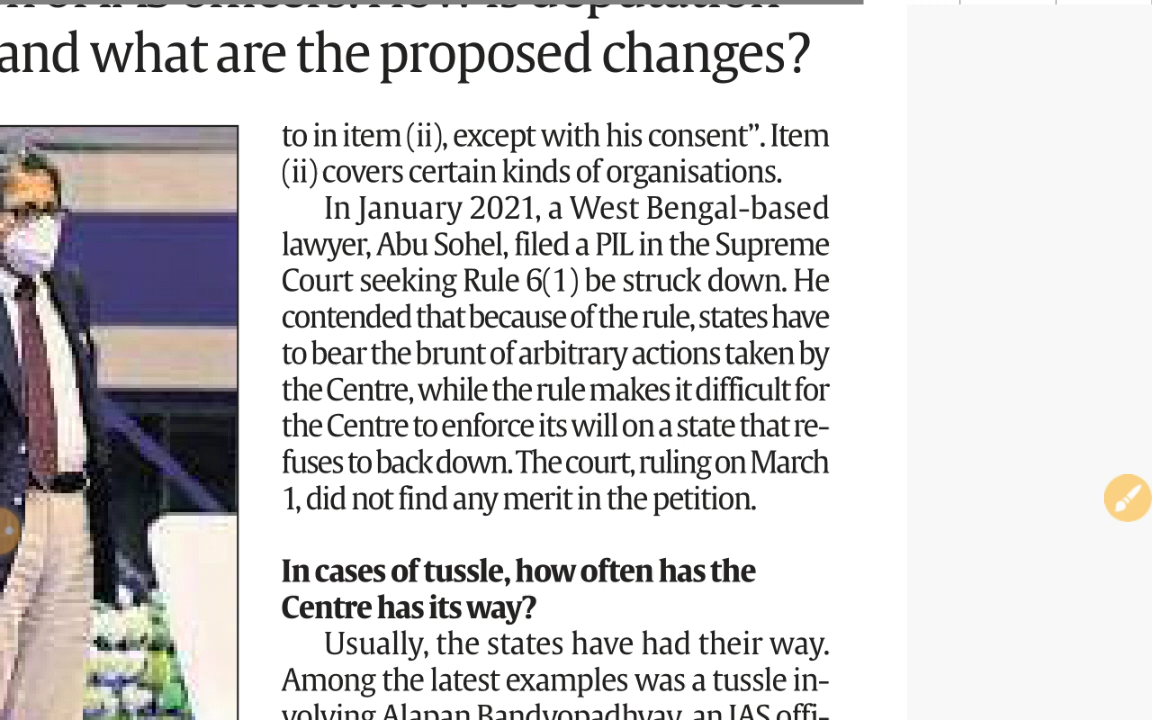 and what are the proposed changes?
to in item (ii), except with his consent”. Item
(ii) covers certain kinds of organisations.
In January 2021, a West Bengal-based
lawyer, Abu Sohel, filed a PIL in the Supreme
Court seeking Rule 6(1) be struck down. He
contended that because of the rule, states have
to bear the brunt of arbitrary actions taken by
the Centre, while the rule makes it difficult for
the Centre to enforce its will on a state that re-
fuses to back down. The court, ruling on March
1, did not find any merit in the petition.
In cases of tussle, how often has the
Centre has its way?
Usually, the states have had their way.
Among the latest examples was a tussle in-
volving Alapan Bandyopadhyay, an IAS offi-